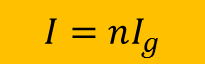 I = nI_g